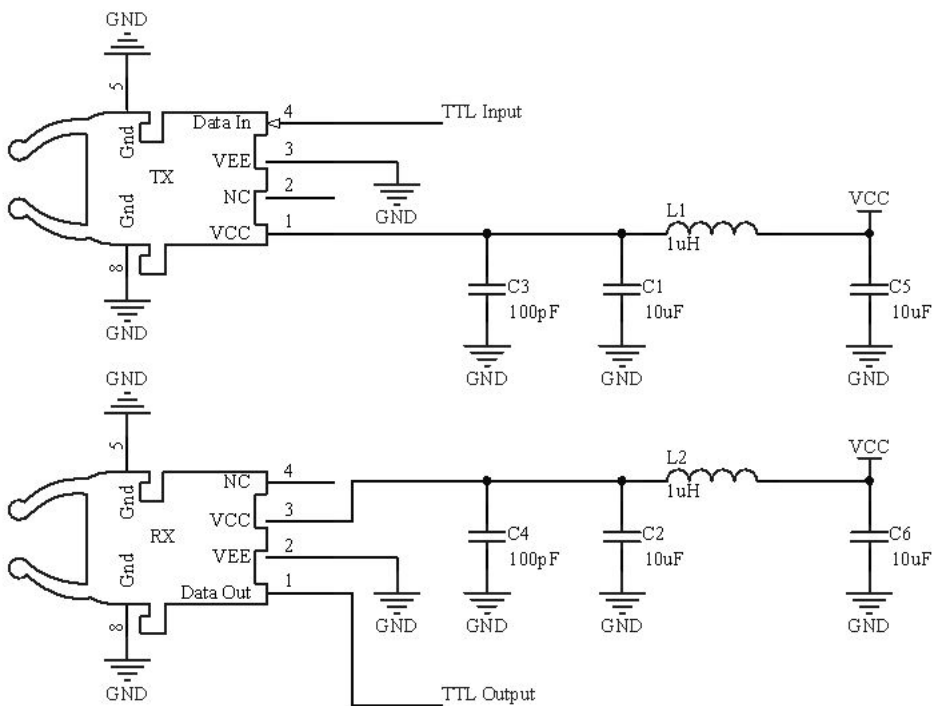 GND
5
Gnd
Data In
4
TTL Input
VEE
3
TX
NC
2
GND
Gnd
VCC
1
L1
1uH
VCC
8
C3
100pF
C1
10uF
C5
10uF
GND
GND
GND
GND
GND
5
Gnd
NC
4
L2
1uH
VCC
VCC
3
RX
C4
100pF
C2
10uF
C6
10uF
VEE
2
Gnd
Data Out
1
GND
GND
GND
GND
8
GND
TTL Output